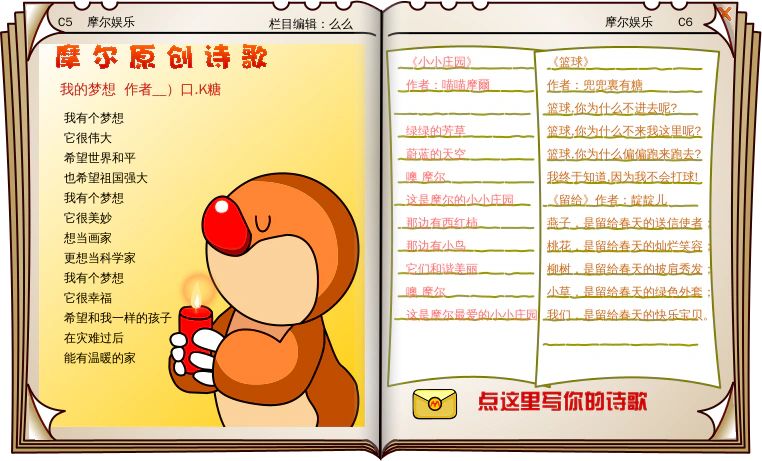 C5 摩尔娱乐
栏目编辑：么么
摩尔原创诗歌
我的梦想 作者__）口.K糖
我有个梦想
它很伟大
希望世界和平
也希望祖国强大
我有个梦想
它很美妙
想当画家
更想当科学家
我有个梦想
它很幸福
希望和我一样的孩子
在灾难过后
能有温暖的家
摩尔娱乐 C6
《小小庄园》
作者：喵喵摩爾
绿绿的芳草
蔚蓝的天空
噢 摩尔
这是摩尔的小小庄园
那边有西红柿
那边有小鸟
它们和谐美丽
噢 摩尔
这是摩尔最爱的小小庄园
《篮球》
作者：兜兜裏有糖
篮球,你为什么不进去呢?
篮球,你为什么不来我这里呢?
篮球,你为什么偏偏跑来跑去?
我终于知道,因为我不会打球!
《留给》作者：靛靛儿
燕子，是留给春天的送信使者；
桃花，是留给春天的灿烂笑容；
柳树，是留给春天的披肩秀发；
小草，是留给春天的绿色外套；
我们，是留给春天的快乐宝贝。
点这里写你的诗歌